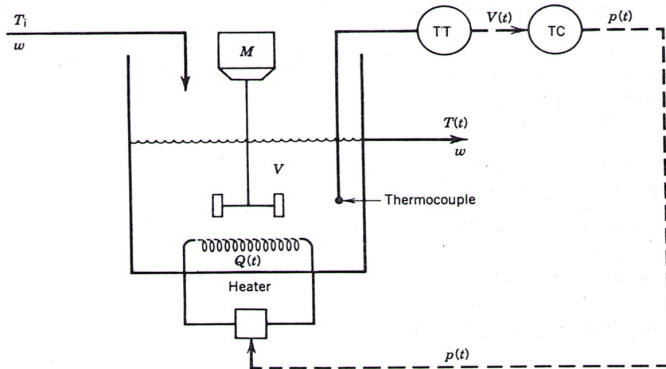 Ti
w
M
TT
V(t)
TC
p(t)
T(t)
w
V
Thermocouple
Q(t)
Heater
p(t)